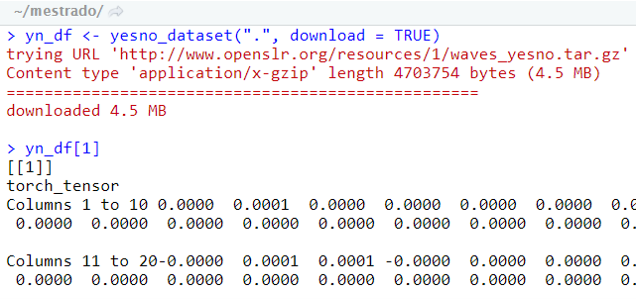 ~/mestrado/
> yn_df <- yesno_dataset(".", download = TRUE)
trying URL 'http://www.openslr.org/resources/1/waves_yesno.tar.gz'
Content type 'application/x-gzip' length 4703754 bytes (4.5 MB)
==================================================
downloaded 4.5 MB
> yn_df[1]
[[1]]
torch_tensor
Columns 1 to 10 0.0000 0.0001 0.0000 0.0000 0.0000 0.0000 0.0
0.0000 0.0000 0.0000 0.0000 0.0000 0.0000 0.0000 0.0000 0.
Columns 11 to 20-0.0000 0.0001 0.0001 -0.0000 0.0000 0.0000 0.
0.0000 0.0000 0.0000 0.0000 0.0000 0.0000 0.0000 0.0000 0.